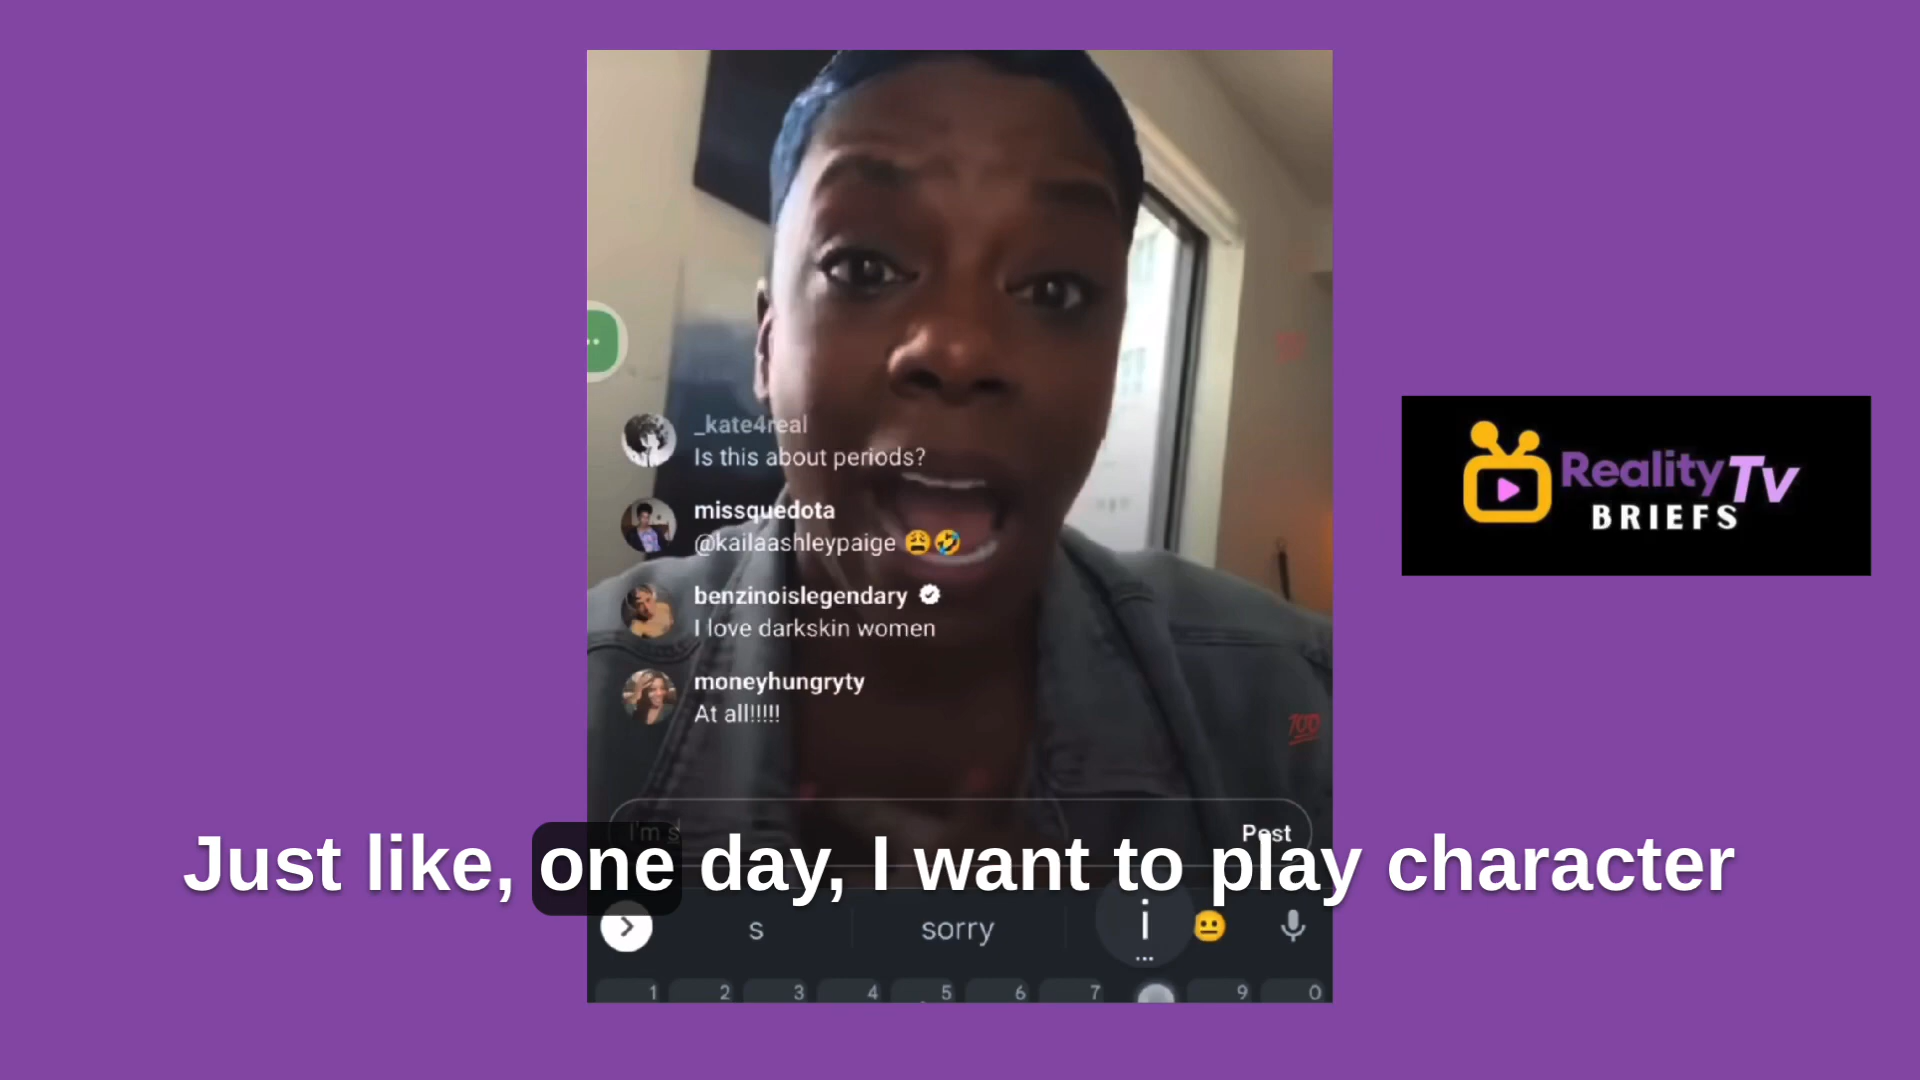 _kate4real
Is this about periods?
missquedota
@kailaashleypaige 😩🤣
benzinoislegendary
I love darkskin women
moneyhungryty
At all!!!!!
💯
I'm s
Post
Just like, one day, I want to play character
s
sorry
i
😐
...
1 2 3 4 5 6 7 9 0
Reality Tv
BRIEFS